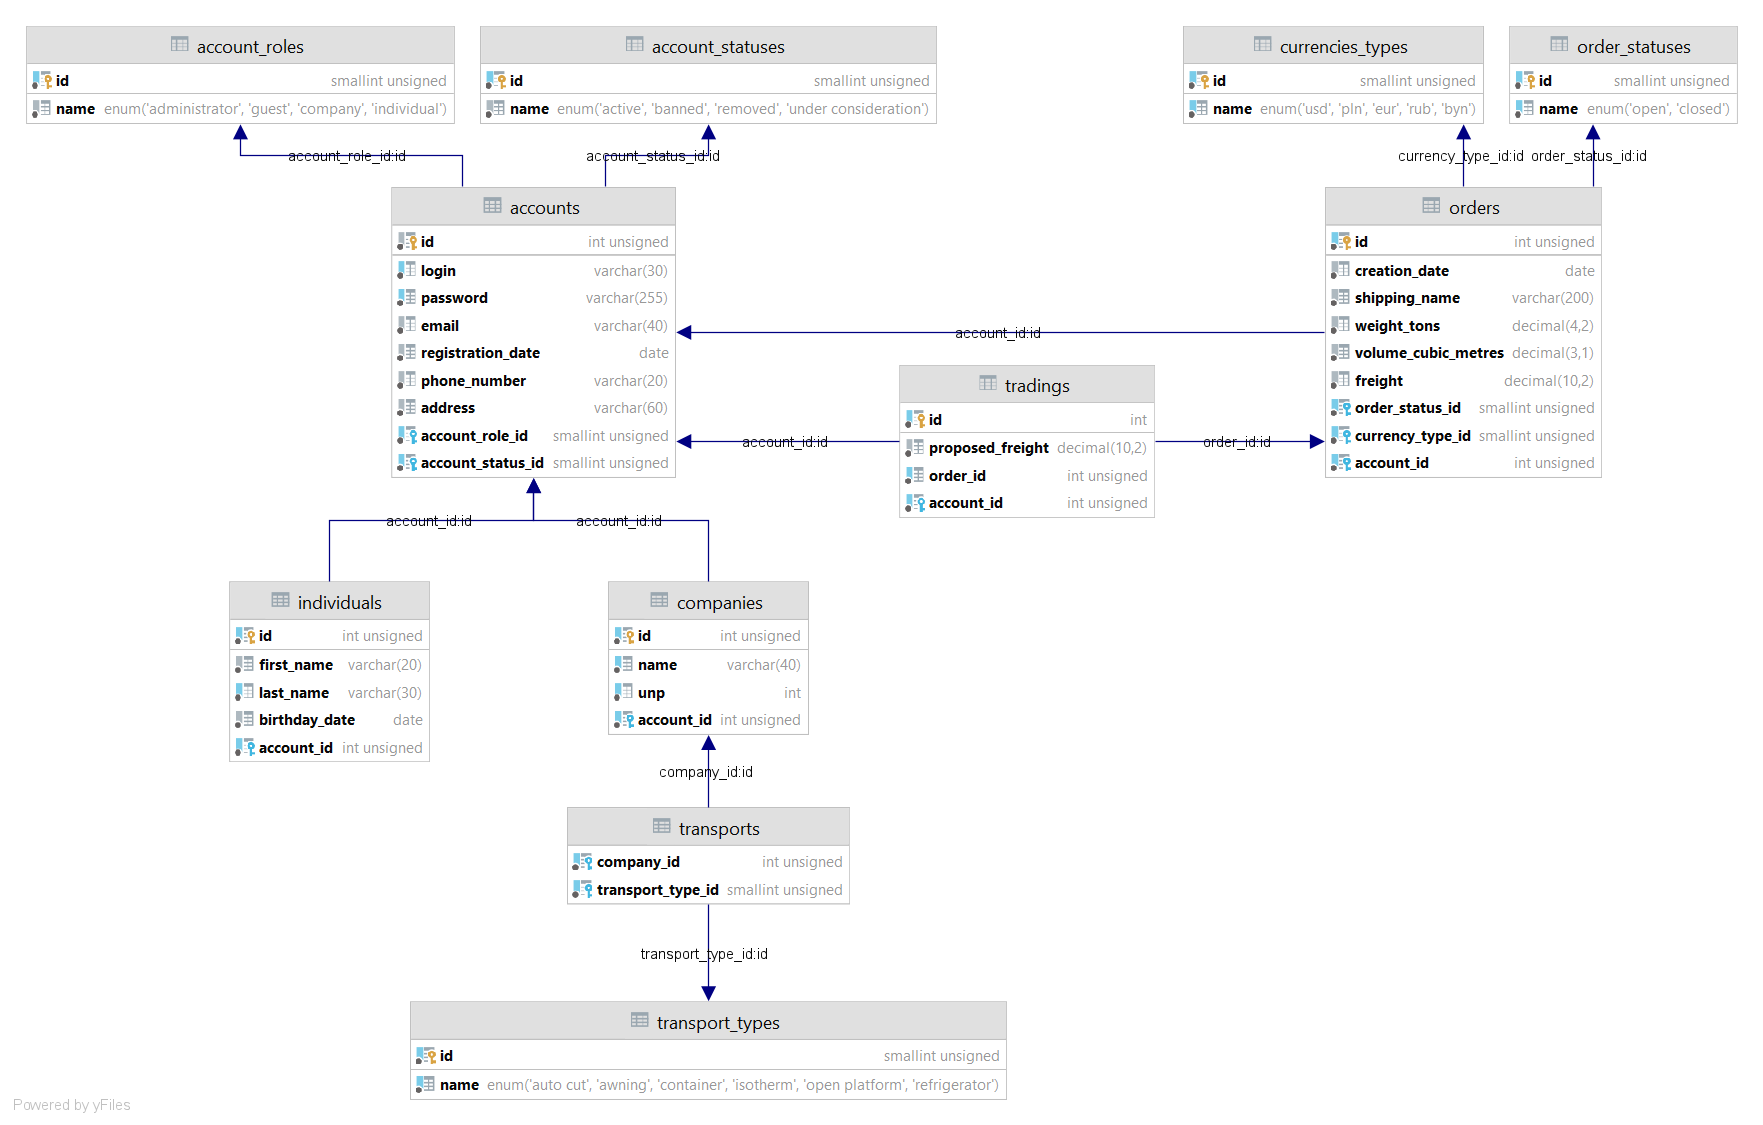 account_roles
id smallint unsigned
name enum('administrator', 'guest', 'company', 'individual')
account_statuses
id smallint unsigned
name enum('active', 'banned', 'removed', 'under consideration')
currencies_types
id smallint unsigned
name enum('usd', 'pln', 'eur', 'rub', 'byn')
order_statuses
id smallint unsigned
name enum('open', 'closed')
account_role_id:id
account_status_id:id
currency_type_id:id
order_status_id:id
accounts
id int unsigned
login varchar(30)
password varchar(255)
email varchar(40)
registration_date date
phone_number varchar(20)
address varchar(60)
account_role_id smallint unsigned
account_status_id smallint unsigned
orders
id int unsigned
creation_date date
shipping_name varchar(200)
weight_tons decimal(4,2)
volume_cubic_metres decimal(3,1)
freight decimal(10,2)
order_status_id smallint unsigned
currency_type_id smallint unsigned
account_id int unsigned
account_id:id
tradings
id int
proposed_freight decimal(10,2)
order_id int unsigned
account_id int unsigned
account_id:id
order_id:id
account_id:id
account_id:id
individuals
id int unsigned
first_name varchar(20)
last_name varchar(30)
birthday_date date
account_id int unsigned
companies
id int unsigned
name varchar(40)
unp int
account_id int unsigned
company_id:id
transports
company_id int unsigned
transport_type_id smallint unsigned
transport_type_id:id
transport_types
id smallint unsigned
name enum('auto cut', 'awning', 'container', 'isotherm', 'open platform', 'refrigerator')
Powered by yFiles